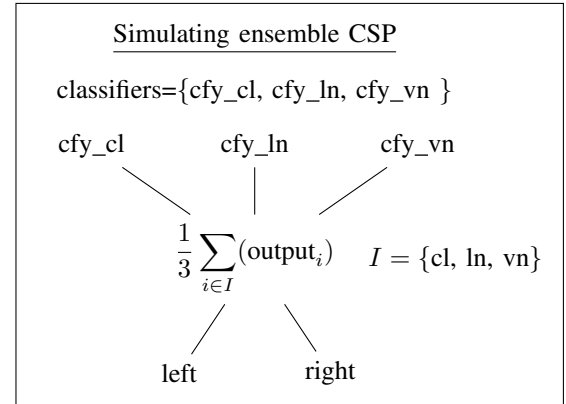 Simulating ensemble CSP
classifiers={cfy_cl, cfy_ln, cfy_vn }
cfy_cl cfy_ln cfy_vn
1/3 ∑_{i∈I}(output_i) I = {cl, ln, vn}
left right